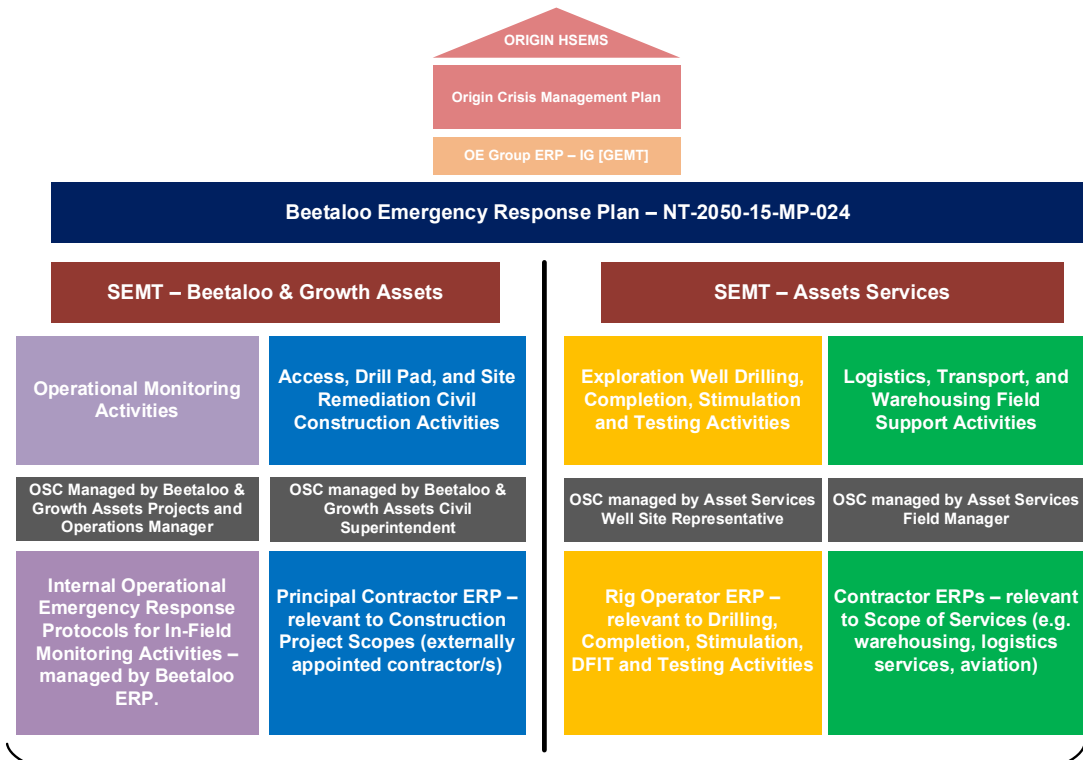 ORIGIN HSEMS
Origin Crisis Management Plan
OE Group ERP – IG [GEMT]
Beetaloo Emergency Response Plan – NT-2050-15-MP-024
SEMT – Beetaloo & Growth Assets
SEMT – Assets Services
Operational Monitoring
Activities
Access, Drill Pad, and Site
Remediation Civil
Construction Activities
Exploration Well Drilling,
Completion, Stimulation
and Testing Activities
Logistics, Transport, and
Warehousing Field
Support Activities
OSC Managed by Beetaloo &
Growth Assets Projects and
Operations Manager
OSC managed by Beetaloo &
Growth Assets Civil
Superintendent
OSC managed by Asset Services
Well Site Representative
OSC managed by Asset Services
Field Manager
Internal Operational
Emergency Response
Protocols for In-Field
Monitoring Activities –
managed by Beetaloo
ERP.
Principal Contractor ERP –
relevant to Construction
Project Scopes (externally
appointed contractor/s)
Rig Operator ERP –
relevant to Drilling,
Completion, Stimulation,
DFIT and Testing Activities
Contractor ERPs – relevant
to Scope of Services (e.g.
warehousing, logistics
services, aviation)